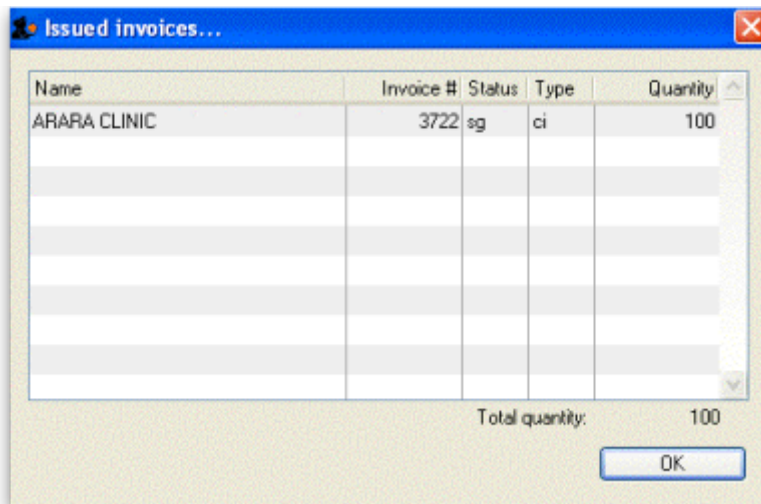 Issued invoices...
Name Invoice # Status Type Quantity
ARARA CLINIC 3722 sg ci 100
Total quantity: 100
OK